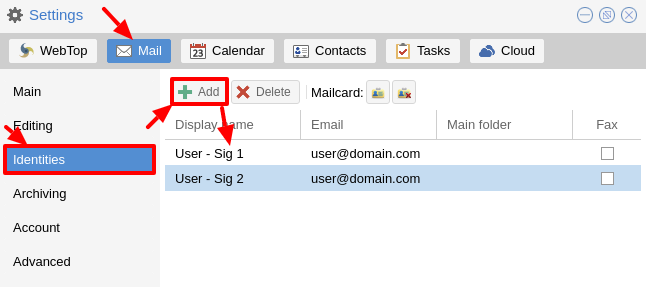 Settings
WebTop Mail 23 Calendar Contacts Tasks Cloud
Main
Editing
Identities
Archiving
Account
Advanced
Add Delete Mailcard:
Display name Email Main folder Fax
User - Sig 1 user@domain.com
User - Sig 2 user@domain.com